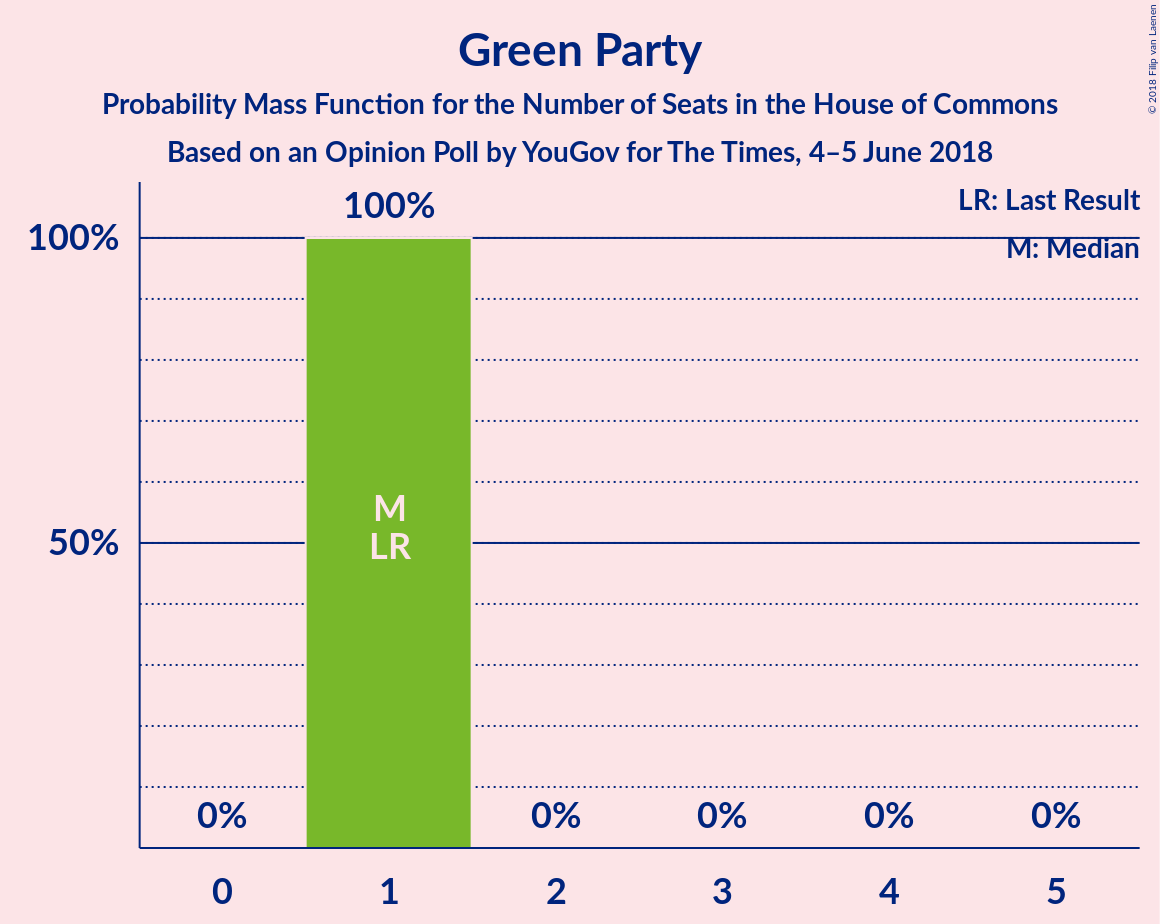 Green Party
Probability Mass Function for the Number of Seats in the House of Commons
Based on an Opinion Poll by YouGov for The Times, 4–5 June 2018
© 2018 Filip van Laenen
LR: Last Result
M: Median
100%
50%
100%
M
LR
0%
0%
0%
0%
0%
0
1
2
3
4
5